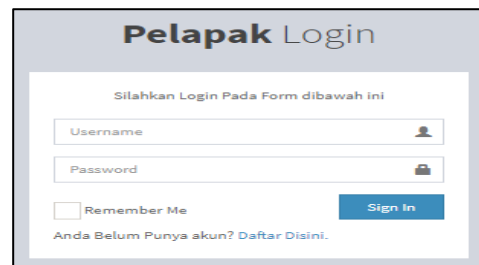 Pelapak Login
Silahkan Login Pada Form dibawah ini
Username
Password
Remember Me
Sign In
Anda Belum Punya akun? Daftar Disini.